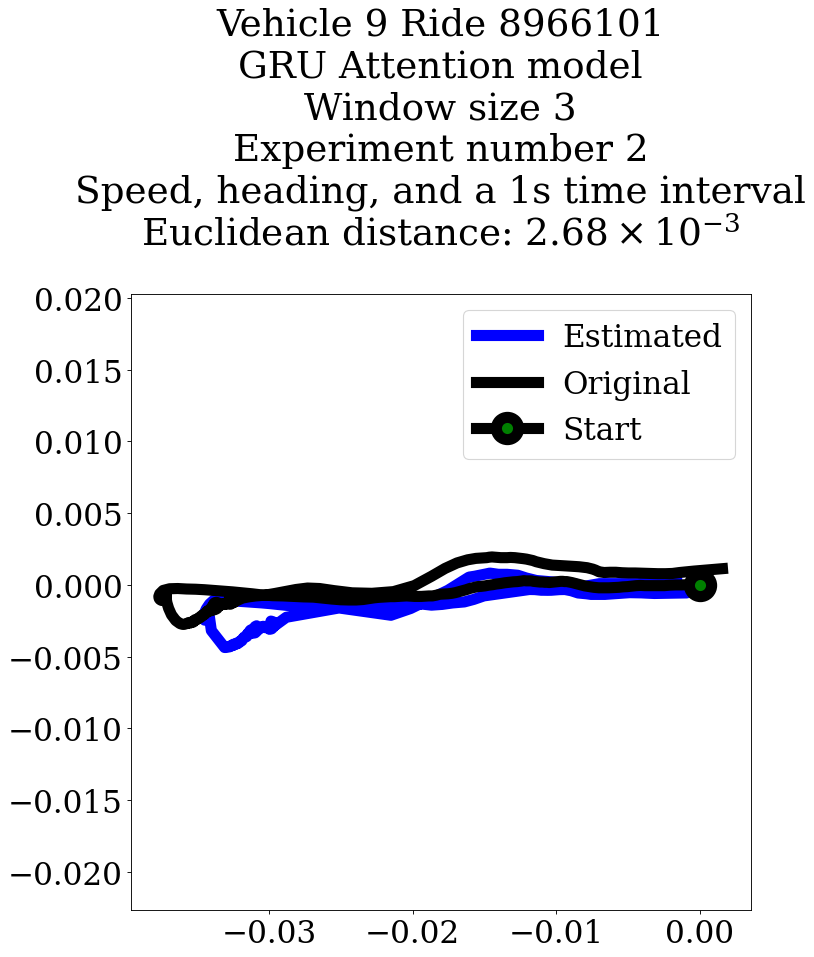 Vehicle 9 Ride 8966101
GRU Attention model
Window size 3
Experiment number 2
Speed, heading, and a 1s time interval
Euclidean distance: 2.68 × 10⁻³
0.020
Estimated
0.015
Original
0.010
Start
0.005
0.000
−0.005
−0.010
−0.015
−0.020
−0.03 −0.02 −0.01 0.00